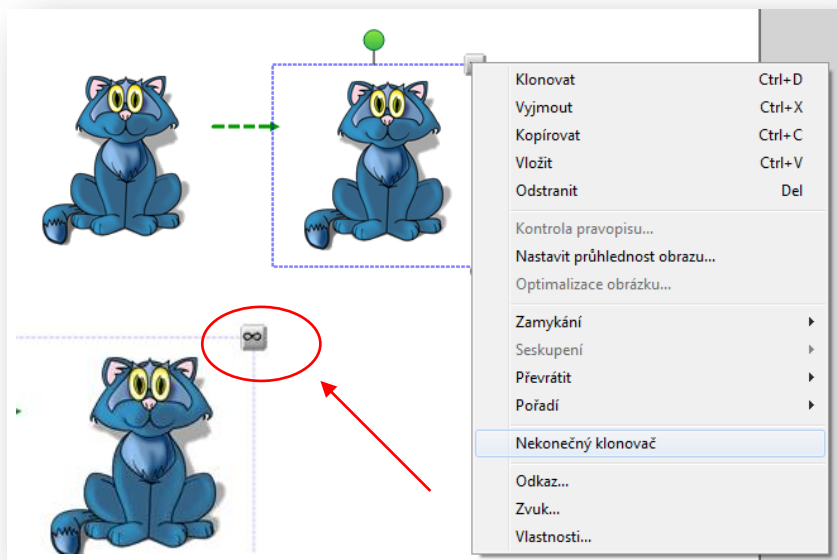 Klonovat Ctrl+D
Vyjmout Ctrl+X
Kopírovat Ctrl+C
Vložit Ctrl+V
Odstranit Del
Kontrola pravopisu...
Nastavit průhlednost obrazu...
Optimalizace obrázku...
Zamykání
Seskupení
Převrátit
Pořadí
Nekonečný klonovač
Odkaz...
Zvuk...
Vlastnosti...
∞